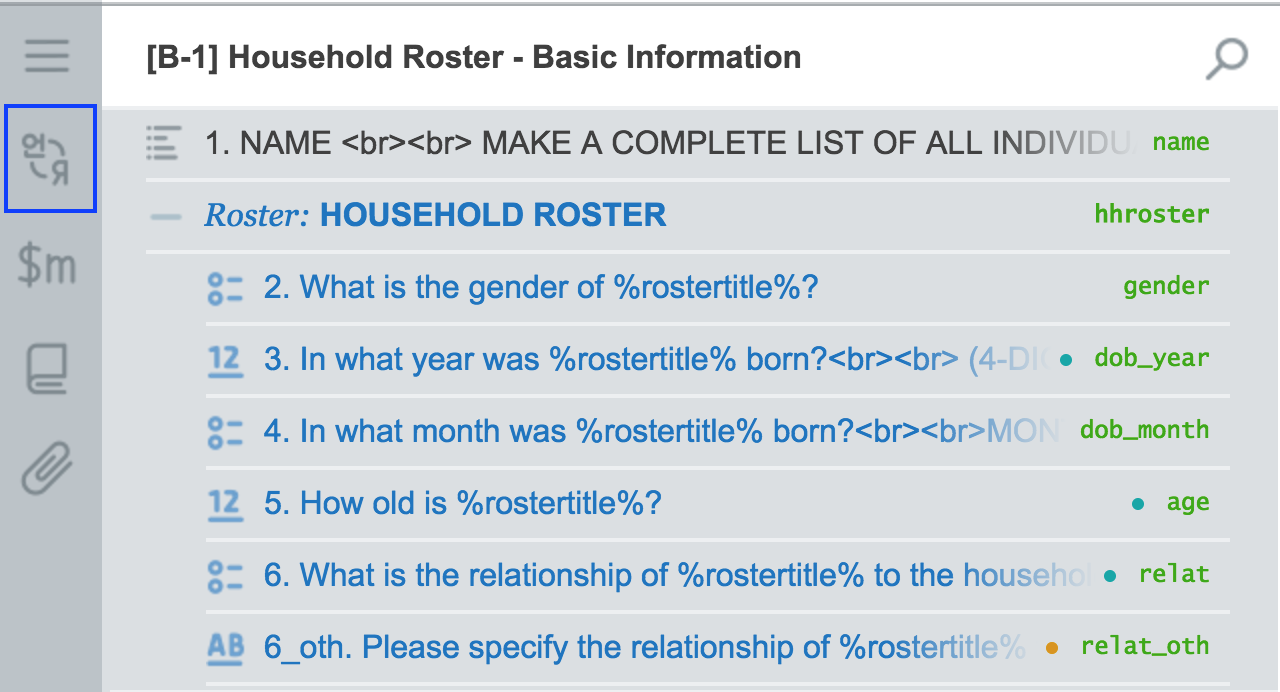 [B-1] Household Roster - Basic Information
언 Я
$m
1. NAME <br><br> MAKE A COMPLETE LIST OF ALL INDIVIDU name
Roster: HOUSEHOLD ROSTER hhroster
2. What is the gender of %rostertitle%? gender
12 3. In what year was %rostertitle% born?<br><br> (4-DIG dob_year
4. In what month was %rostertitle% born?<br><br>MON dob_month
12 5. How old is %rostertitle%? age
6. What is the relationship of %rostertitle% to the househol relat
AB 6_oth. Please specify the relationship of %rostertitle% relat_oth